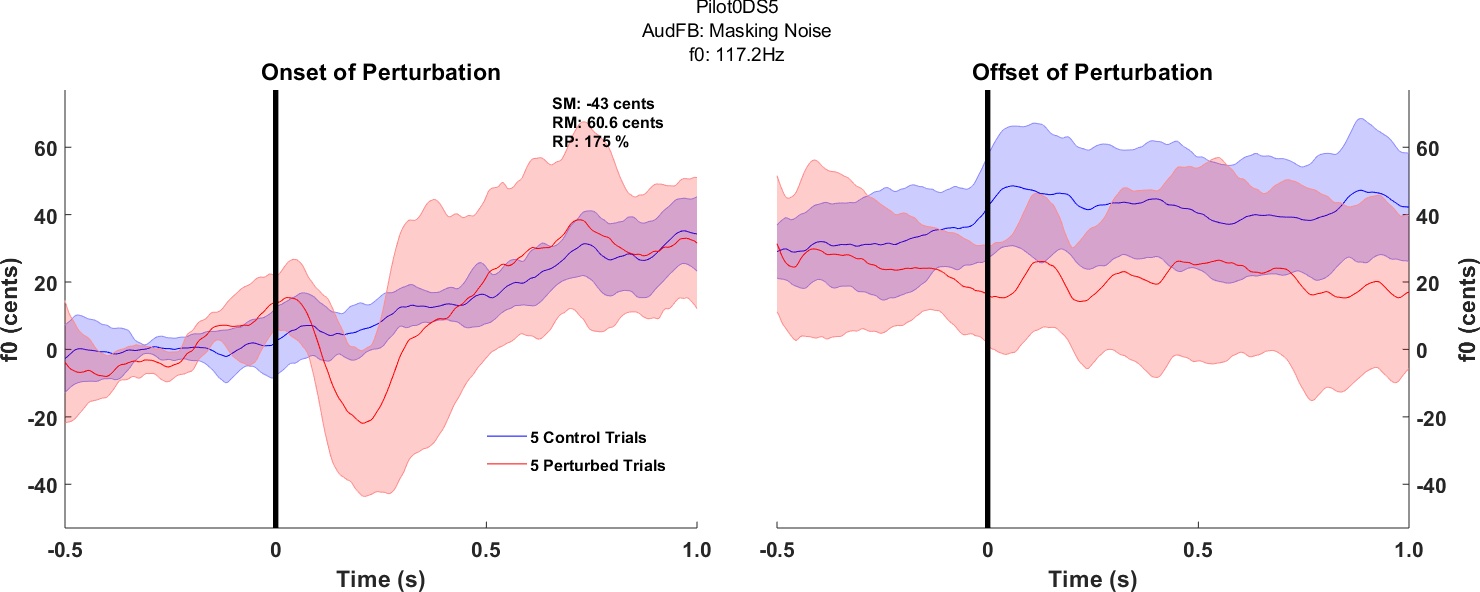 Pilot0DS5
AudFB: Masking Noise
f0: 117.2Hz
Onset of Perturbation
SM: -43 cents
RM: 60.6 cents
RP: 175 %
60
40
20
0
-20
-40
f0 (cents)
5 Control Trials
5 Perturbed Trials
-0.5
0
0.5
1.0
Time (s)
Offset of Perturbation
60
40
20
0
-20
-40
f0 (cents)
-0.5
0
0.5
1.0
Time (s)